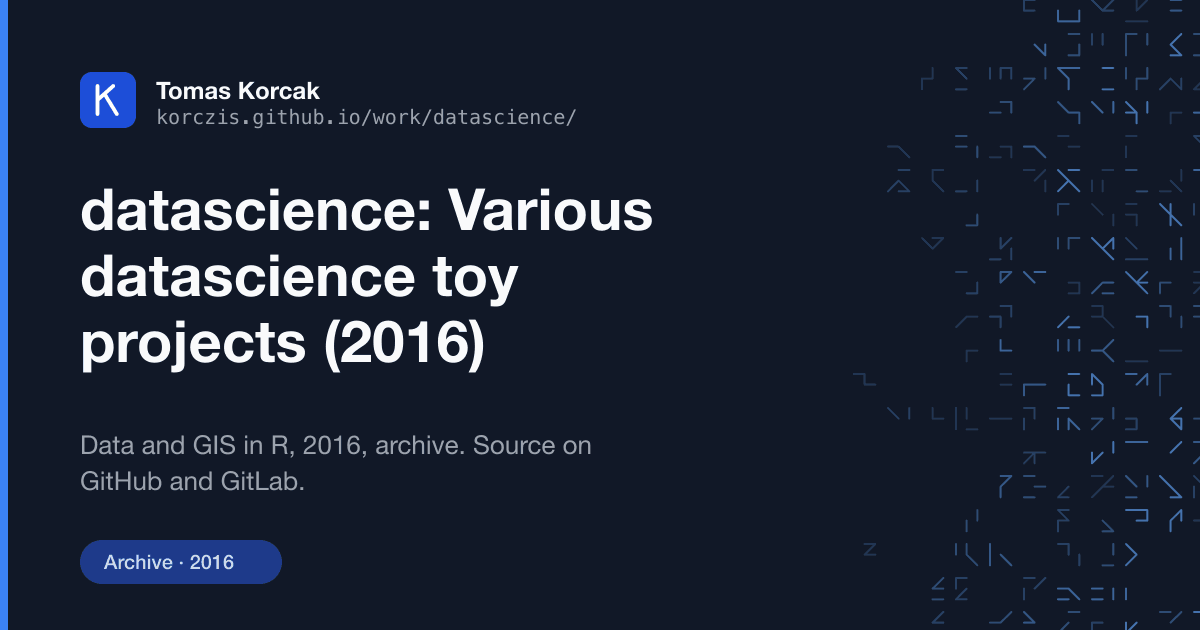 K
Tomas Korcak
korczis.github.io/work/datascience/
datascience: Various
datascience toy
projects (2016)
Data and GIS in R, 2016, archive. Source on
GitHub and GitLab.
Archive · 2016